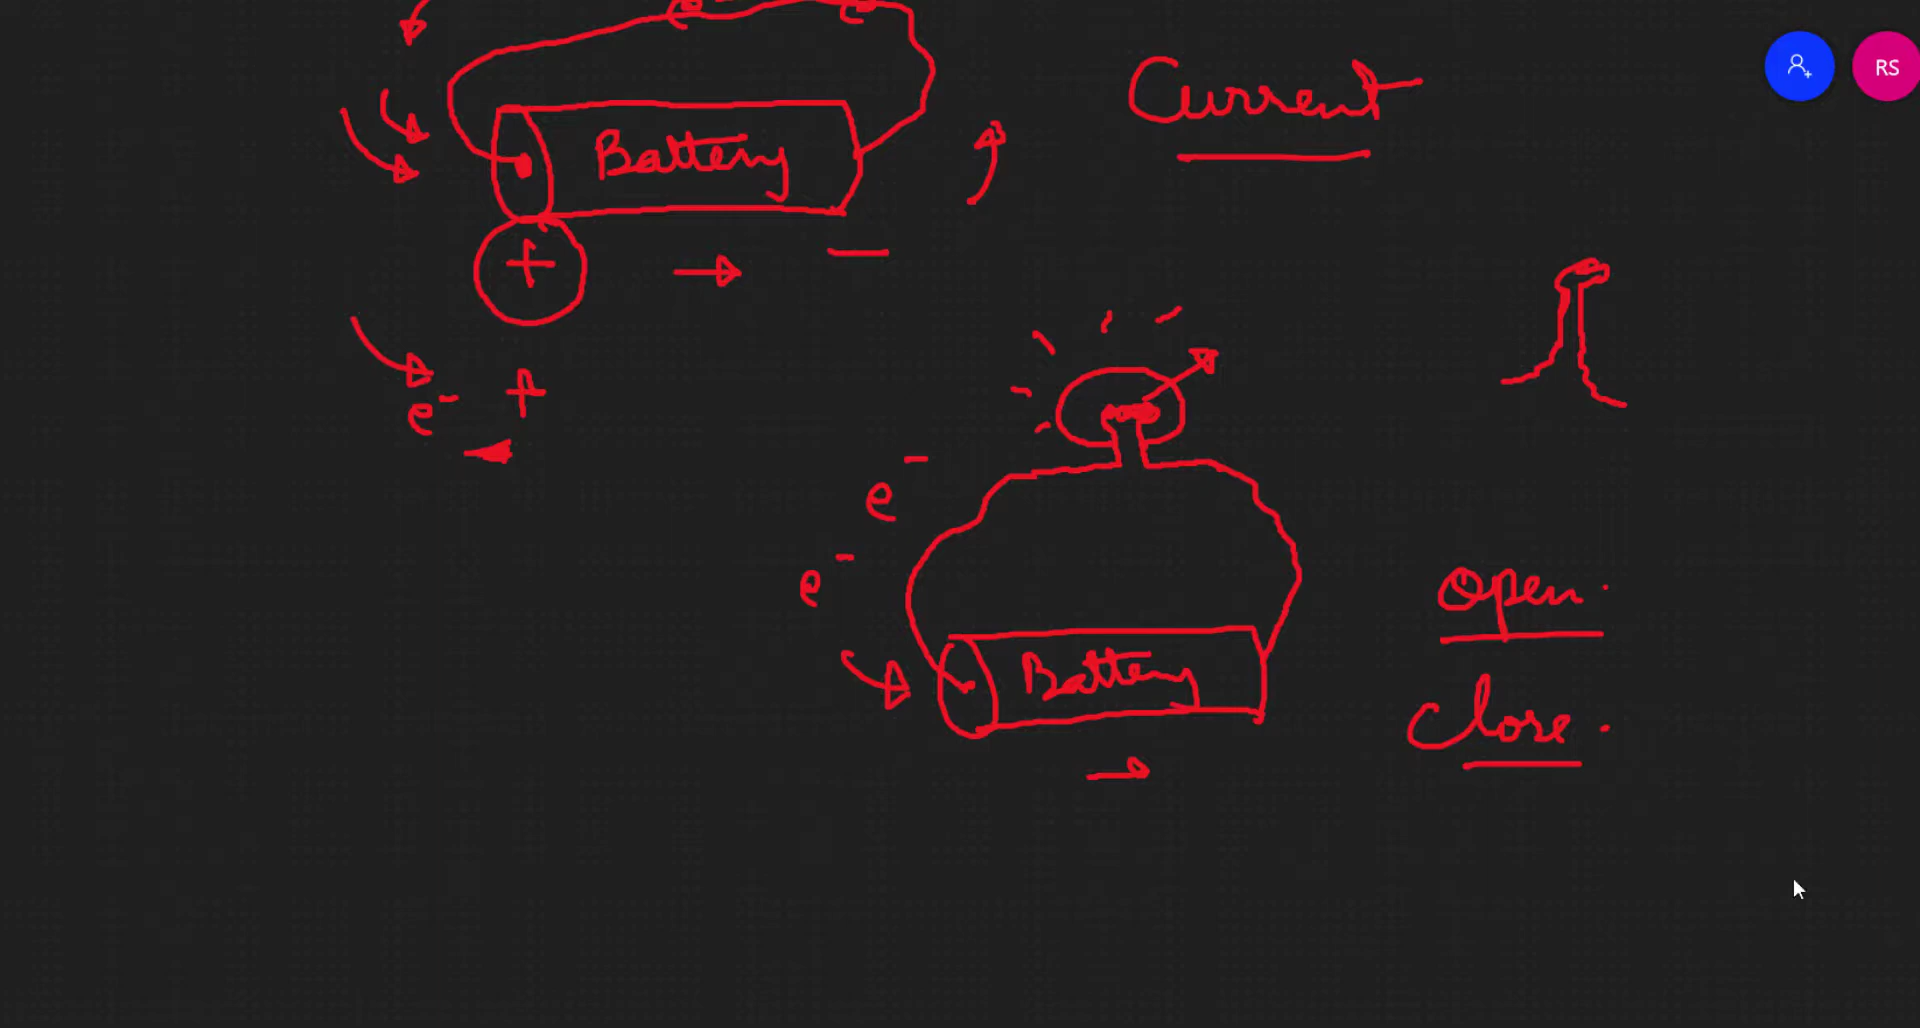 RS
Current
Battery
+
−
e⁻ +
e⁻
e⁻
Open.
Battery
Close.